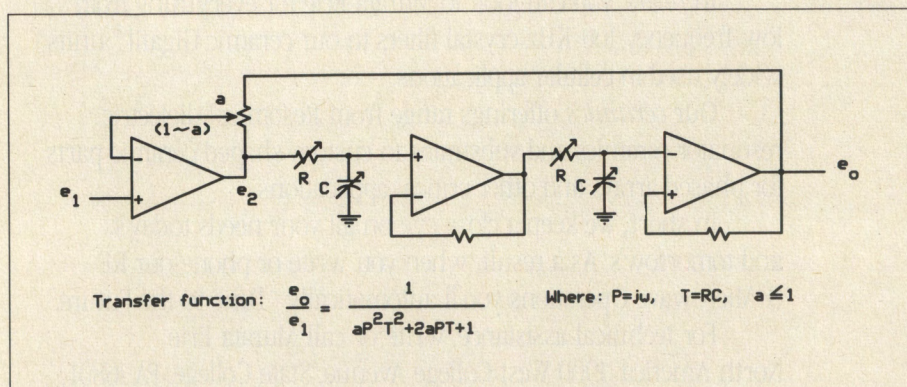 a
(1~a)
e₁
−
+
e₂
R
C
+
−
R
C
−
+
eₒ
Transfer function: eₒ/e₁ = 1/(aP²T²+2aPT+1) Where: P=jω, T=RC, a≦1